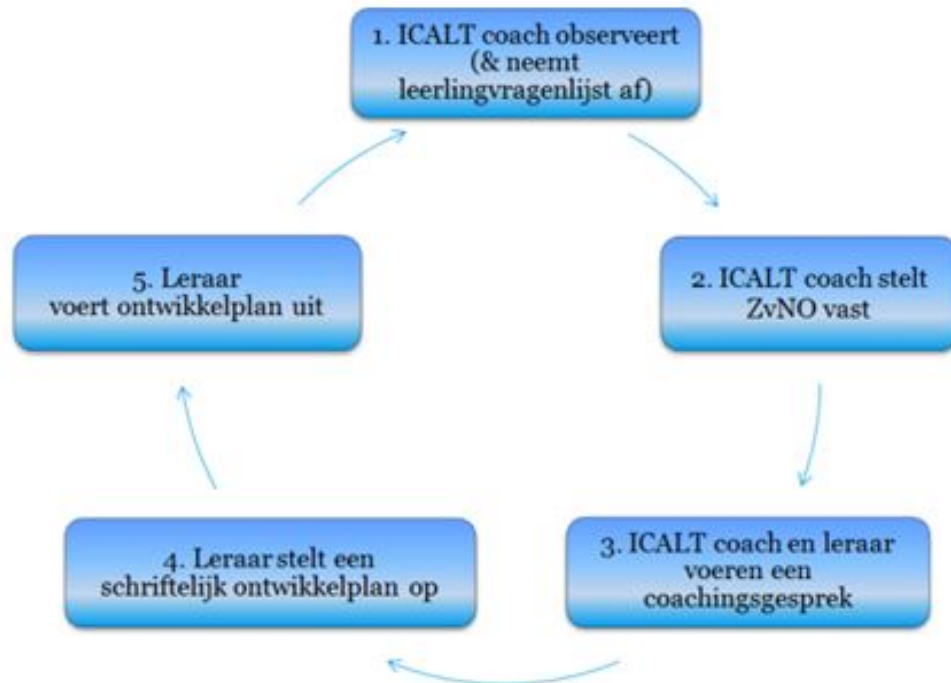 1. ICALT coach observeert
(& neemt
leerlingvragenlijst af)
2. ICALT coach stelt
ZvNO vast
3. ICALT coach en leraar
voeren een
coachingsgesprek
4. Leraar stelt een
schriftelijk ontwikkelplan op
5. Leraar
voert ontwikkelplan uit